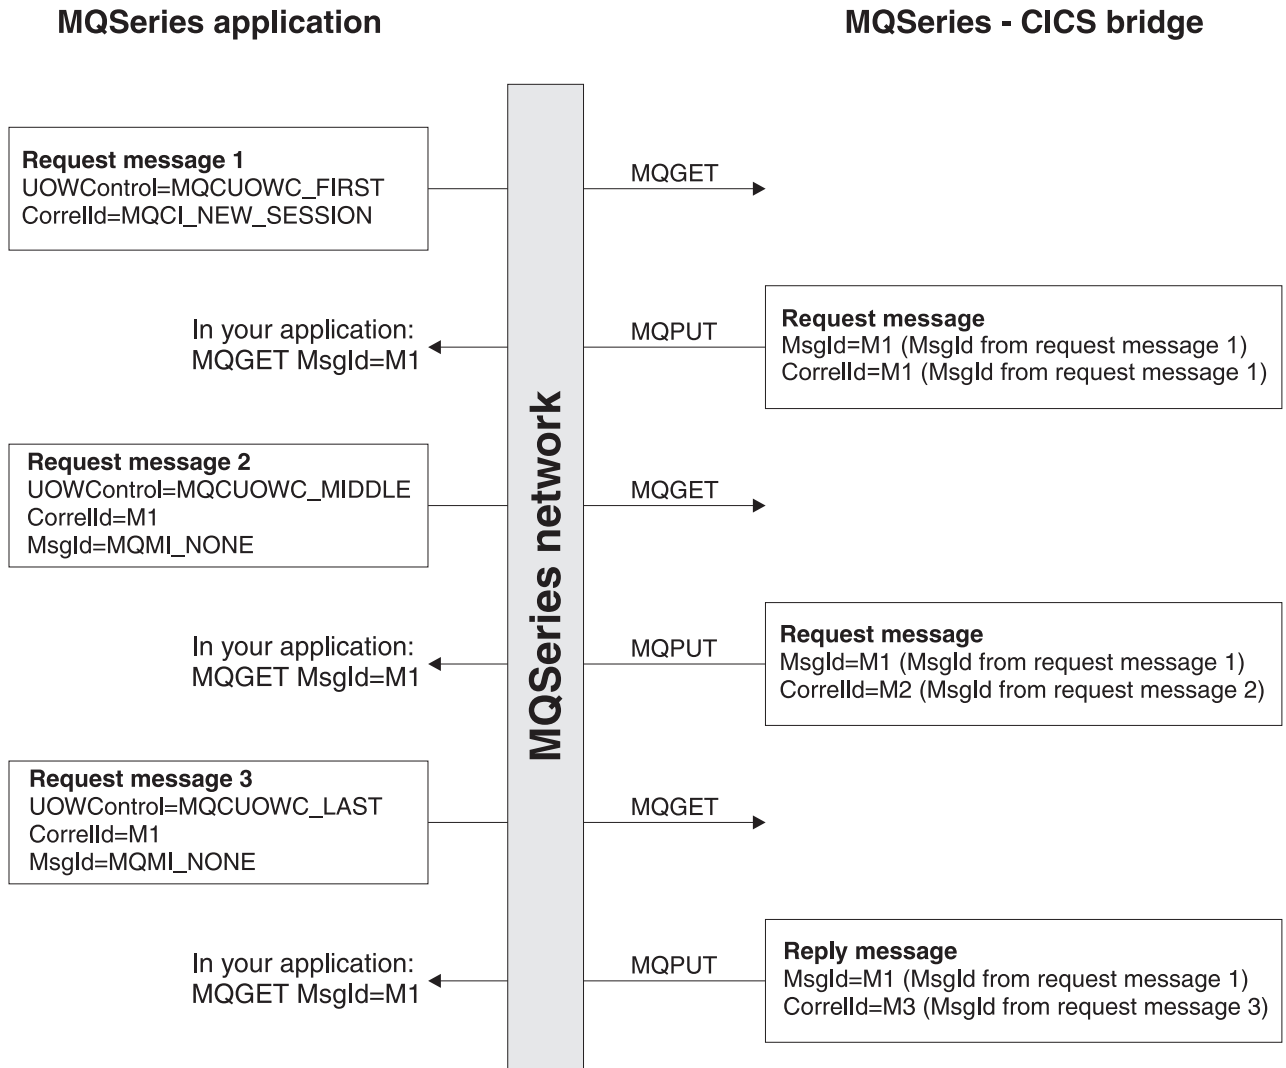 MQSeries application
MQSeries - CICS bridge
Request message 1
UOWControl=MQCUOWC_FIRST
CorrelId=MQCI_NEW_SESSION
MQGET
In your application:
MQGET MsgId=M1
MQPUT
Request message
MsgId=M1 (MsgId from request message 1)
CorrelId=M1 (MsgId from request message 1)
MQSeries network
Request message 2
UOWControl=MQCUOWC_MIDDLE
CorrelId=M1
MsgId=MQMI_NONE
MQGET
In your application:
MQGET MsgId=M1
MQPUT
Request message
MsgId=M1 (MsgId from request message 1)
CorrelId=M2 (MsgId from request message 2)
Request message 3
UOWControl=MQCUOWC_LAST
CorrelId=M1
MsgId=MQMI_NONE
MQGET
In your application:
MQGET MsgId=M1
MQPUT
Reply message
MsgId=M1 (MsgId from request message 1)
CorrelId=M3 (MsgId from request message 3)